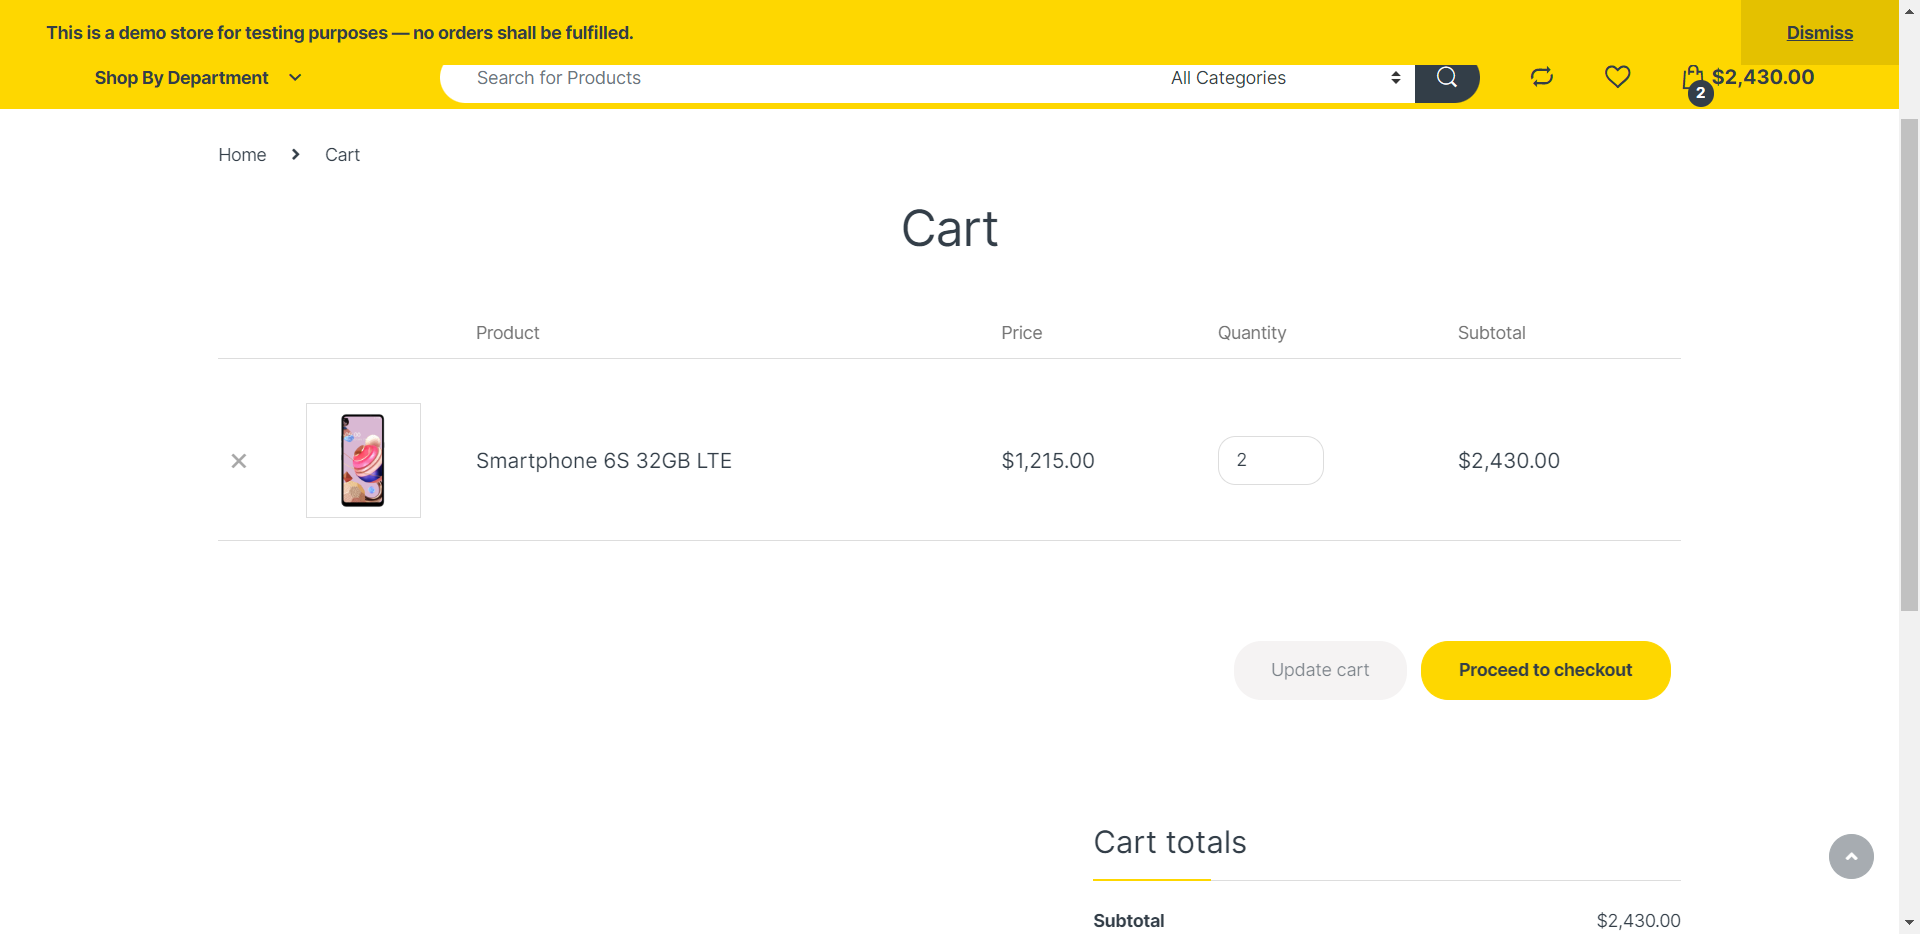 This is a demo store for testing purposes — no orders shall be fulfilled.
Dismiss
Shop By Department
Search for Products
All Categories
2
$2,430.00
Home
Cart
Cart
Product
Price
Quantity
Subtotal
Smartphone 6S 32GB LTE
$1,215.00
2
$2,430.00
Update cart
Proceed to checkout
Cart totals
Subtotal
$2,430.00